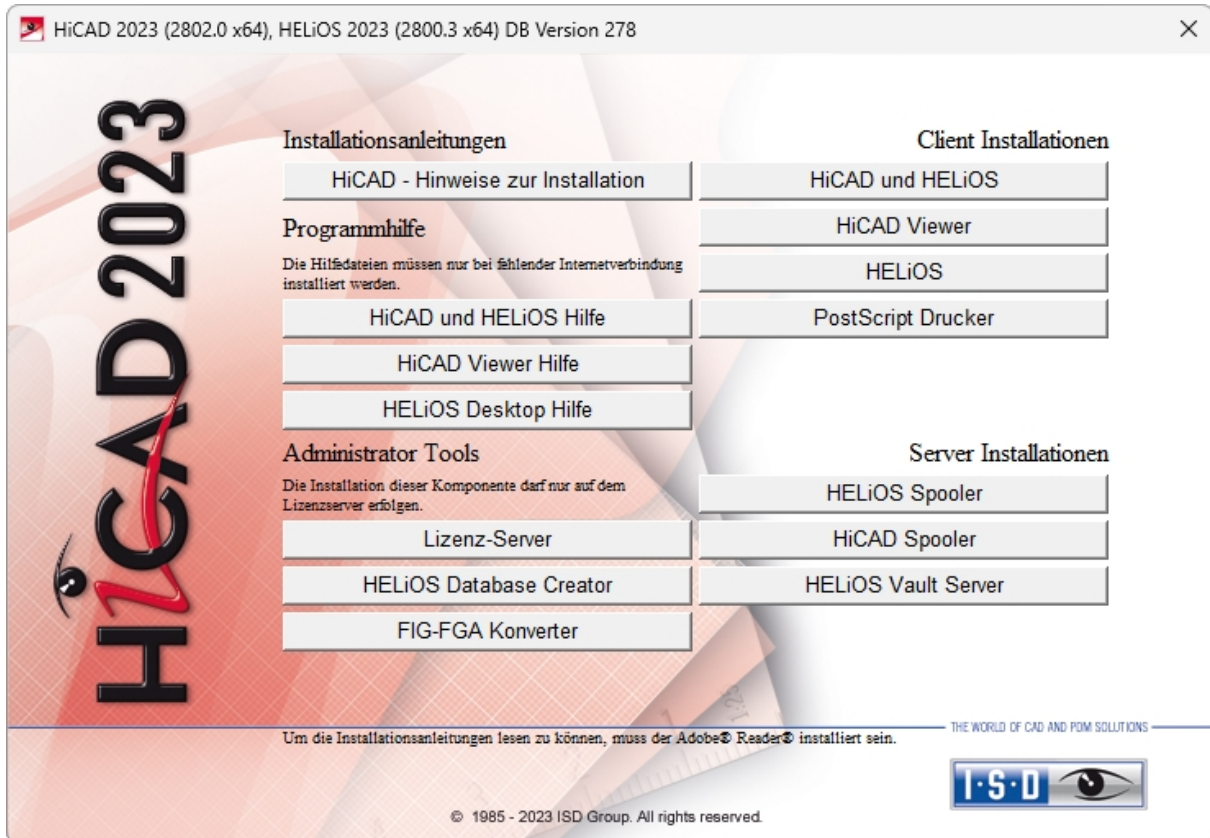 HiCAD 2023 (2802.0 x64), HELiOS 2023 (2800.3 x64) DB Version 278
HiCAD 2023
Installationsanleitungen
HiCAD - Hinweise zur Installation
Programmhilfe
Die Hilfedateien müssen nur bei fehlender Internetverbindung
installiert werden.
HiCAD und HELiOS Hilfe
HiCAD Viewer Hilfe
HELiOS Desktop Hilfe
Administrator Tools
Die Installation dieser Komponente darf nur auf dem
Lizenzserver erfolgen.
Lizenz-Server
HELiOS Database Creator
FIG-FGA Konverter
Client Installationen
HiCAD und HELiOS
HiCAD Viewer
HELiOS
PostScript Drucker
Server Installationen
HELiOS Spooler
HiCAD Spooler
HELiOS Vault Server
1:25
Um die Installationsanleitungen lesen zu können, muss der Adobe® Reader® installiert sein.
THE WORLD OF CAD AND PDM SOLUTIONS
I·S·D
© 1985 - 2023 ISD Group. All rights reserved.